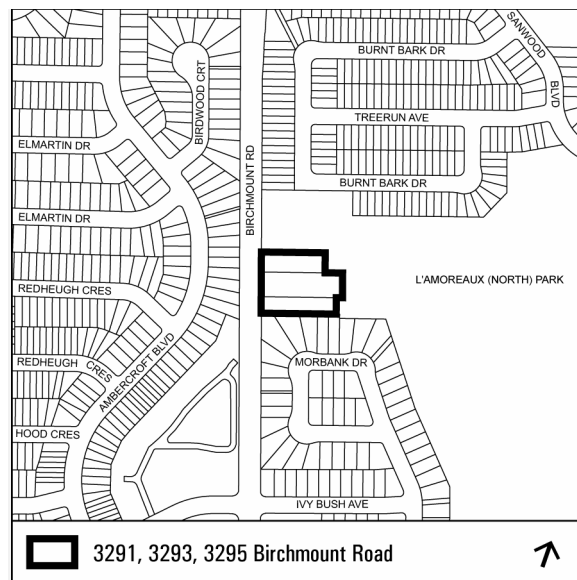 SANWOOD
BLVD
BURNT BARK DR
BIRDWOOD CRT
TREERUN AVE
ELMARTIN DR
BIRCHMOUNT RD
BURNT BARK DR
ELMARTIN DR
L'AMOREAUX (NORTH) PARK
REDHEUGH CRES
REDHEUGH CRES
MORBANK DR
AMBERCROFT BLVD
HOOD CRES
IVY BUSH AVE
3291, 3293, 3295 Birchmount Road